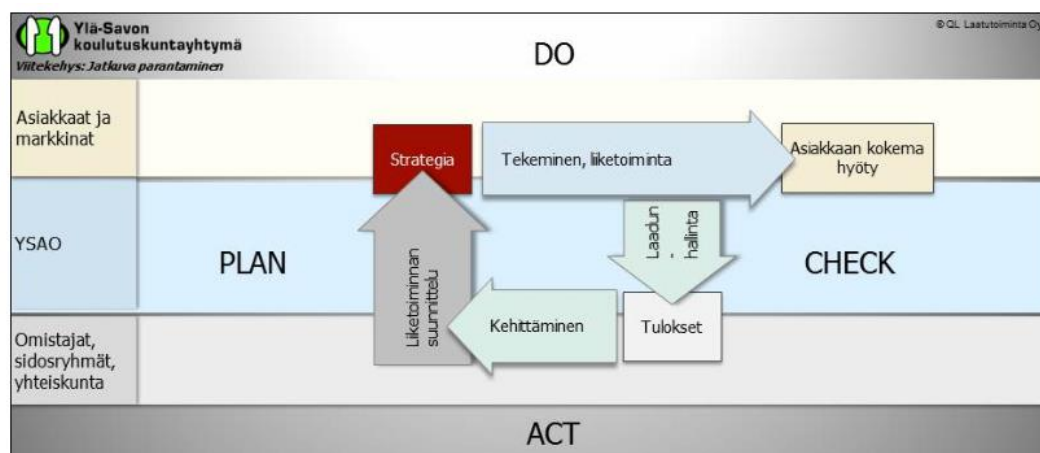 Ylä-Savon
koulutuskuntayhtymä
Viitekehys: Jatkuva parantaminen
© QL Laatutoiminta Oy
DO
Asiakkaat ja
markkinat
Strategia
Tekeminen, liiketoiminta
Asiakkaan kokema
hyöty
YSAO
PLAN
Liiketoiminnan
suunnittelu
Laadun
-
hallinta
CHECK
Omistajat,
sidosryhmät,
yhteiskunta
Kehittäminen
Tulokset
ACT